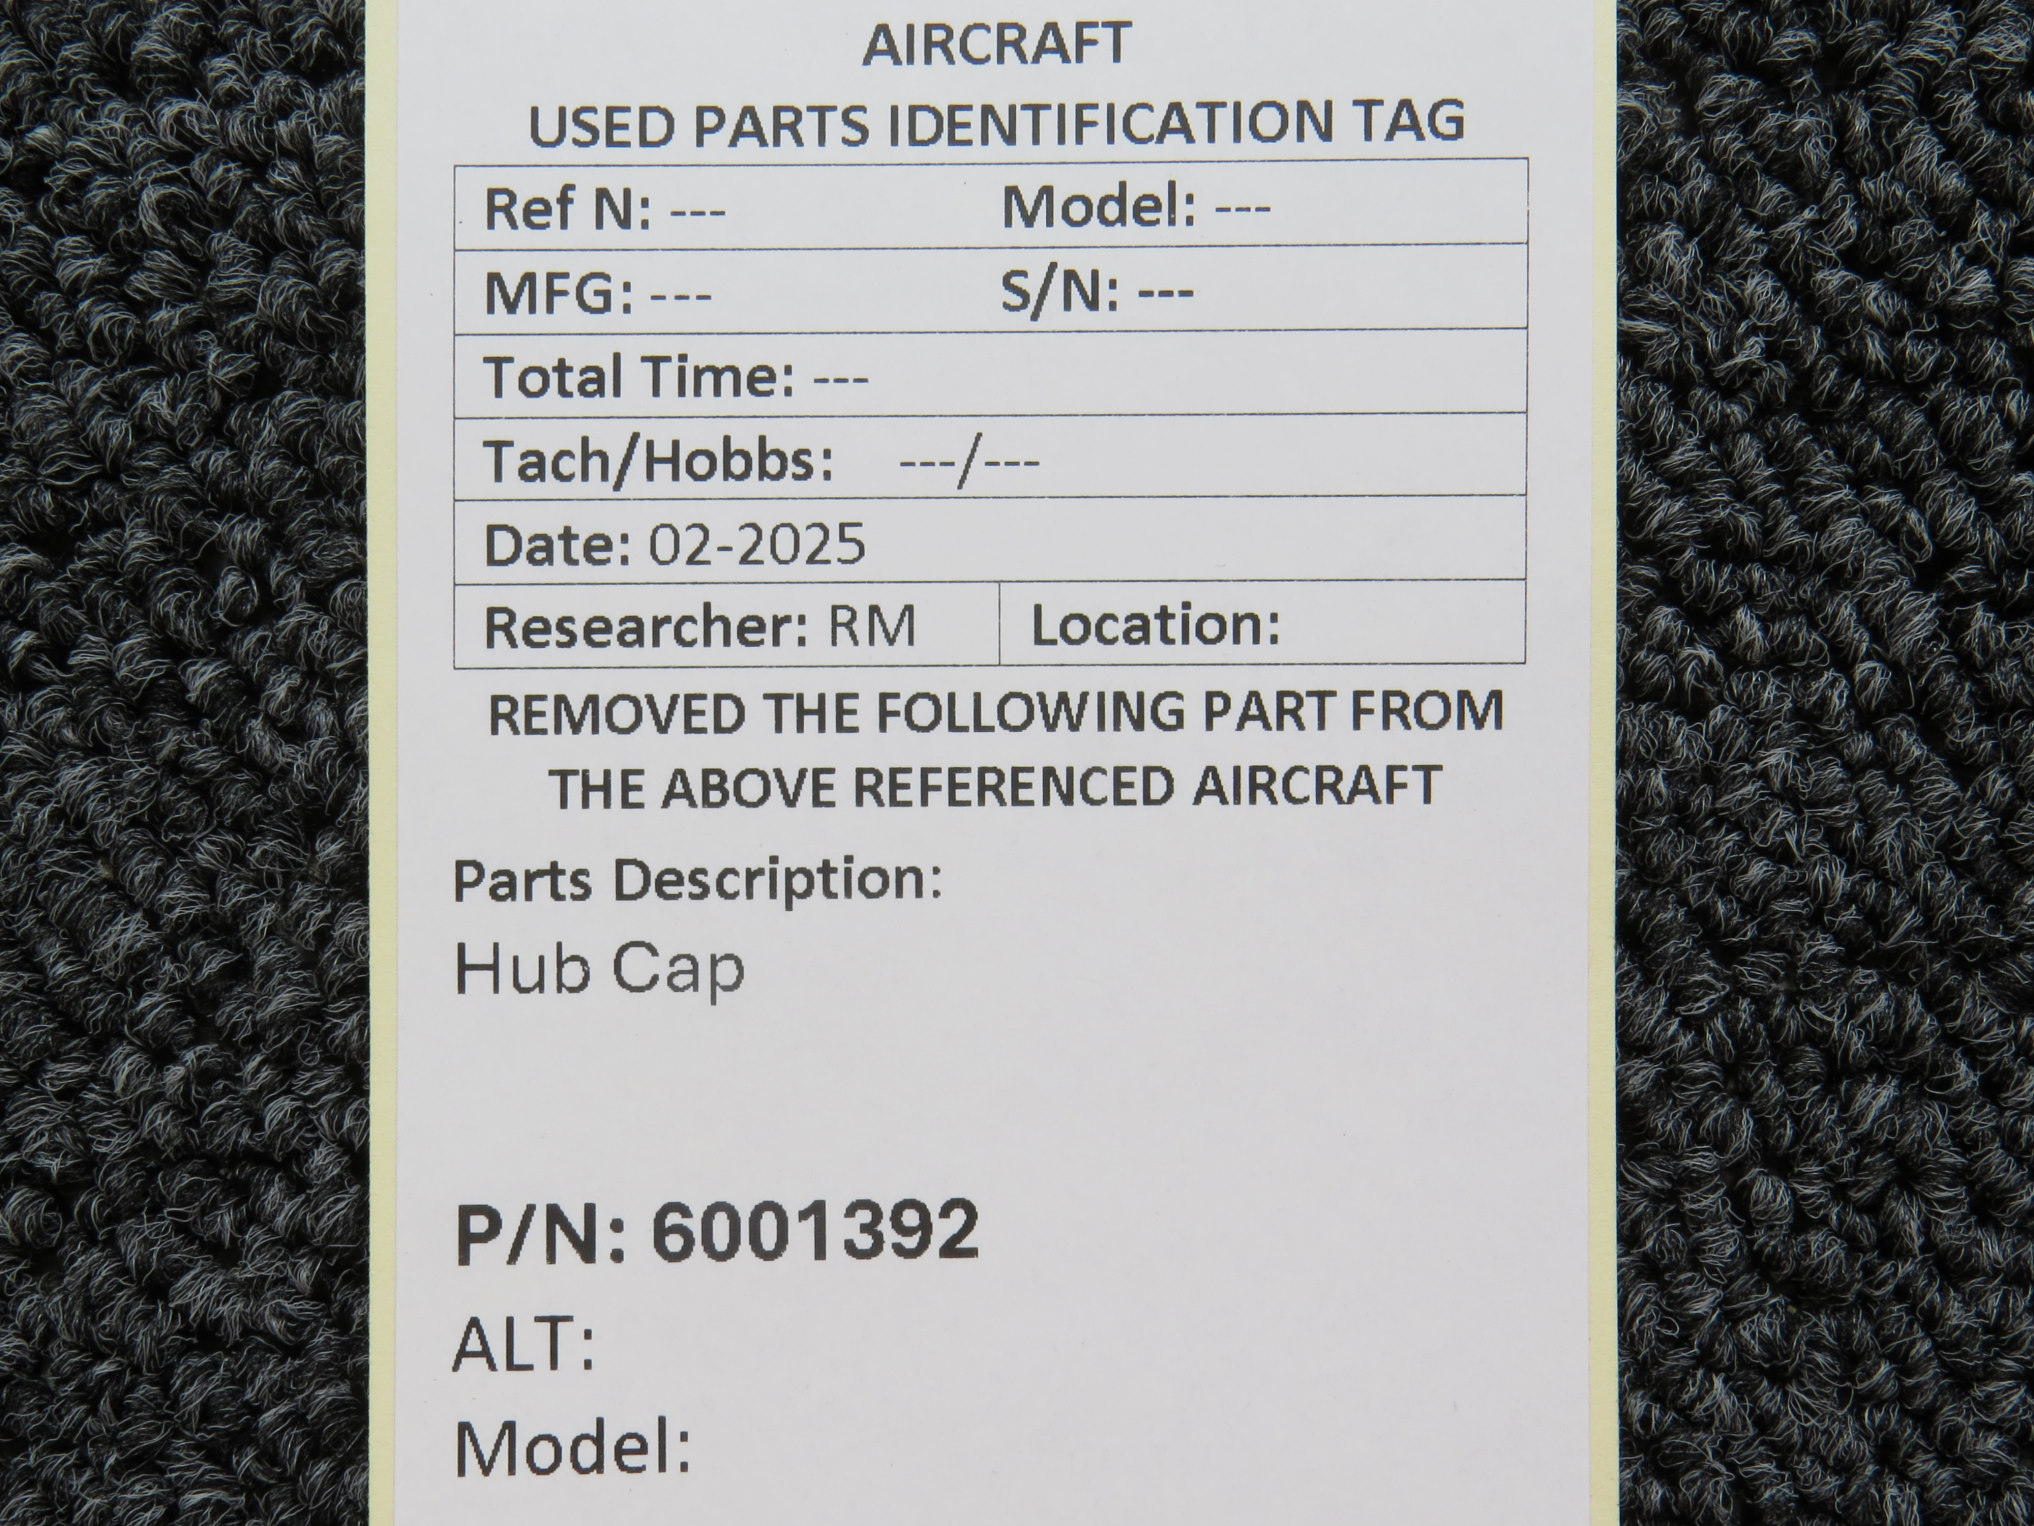 AIRCRAFT
USED PARTS IDENTIFICATION TAG
Ref N: --- Model: ---
MFG: --- S/N: ---
Total Time: ---
Tach/Hobbs: ---/---
Date: 02-2025
Researcher: RM Location:
REMOVED THE FOLLOWING PART FROM
THE ABOVE REFERENCED AIRCRAFT
Parts Description:
Hub Cap
P/N: 6001392
ALT:
Model: